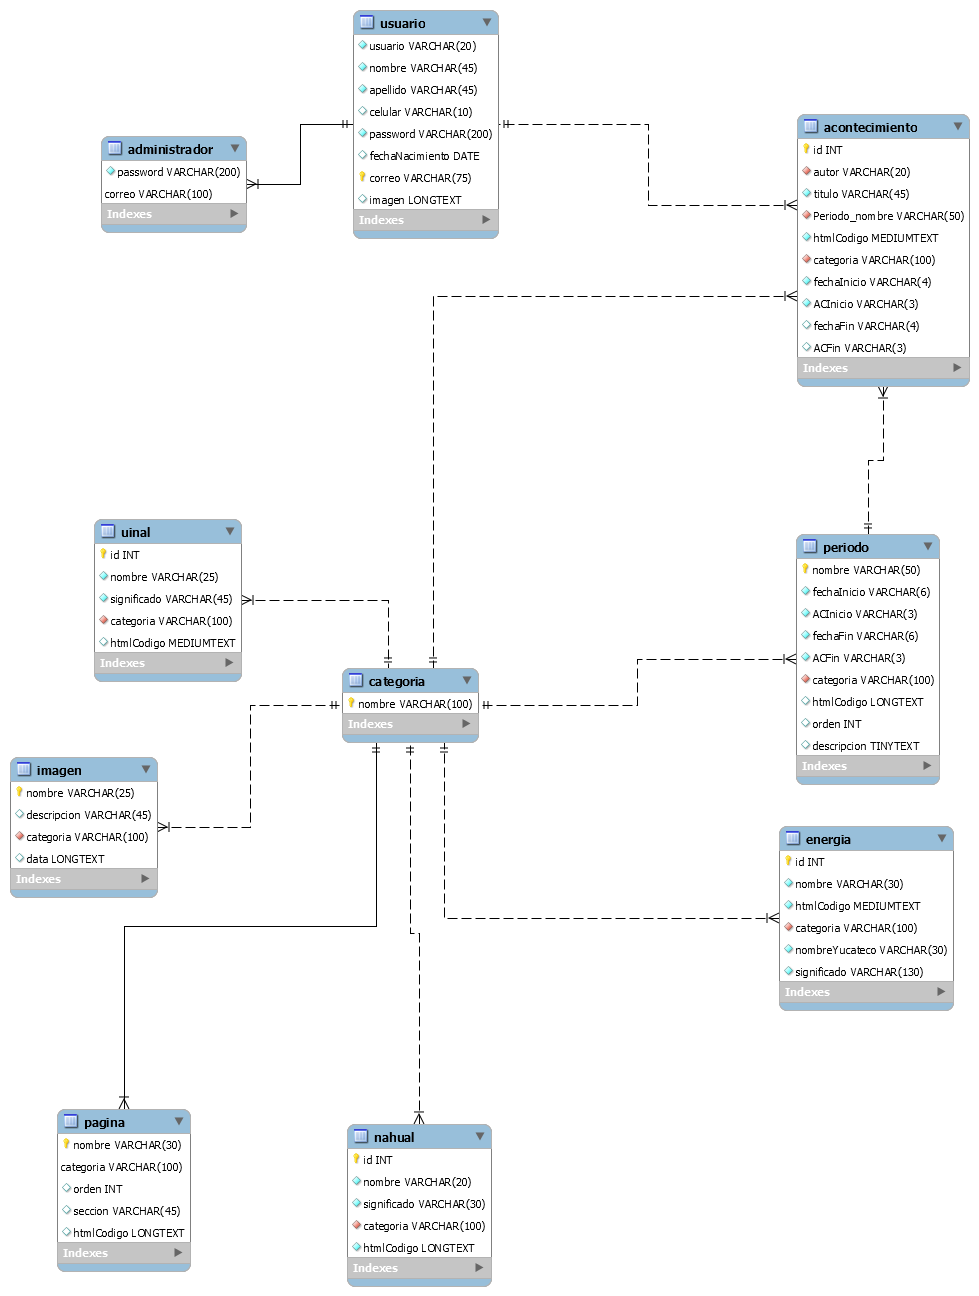 usuario
usuario VARCHAR(20)
nombre VARCHAR(45)
apellido VARCHAR(45)
celular VARCHAR(10)
password VARCHAR(200)
fechaNacimiento DATE
correo VARCHAR(75)
imagen LONGTEXT
Indexes
administrador
password VARCHAR(200)
correo VARCHAR(100)
Indexes
acontecimiento
id INT
autor VARCHAR(20)
titulo VARCHAR(45)
Periodo_nombre VARCHAR(50)
htmlCodigo MEDIUMTEXT
categoria VARCHAR(100)
fechaInicio VARCHAR(4)
ACInicio VARCHAR(3)
fechaFin VARCHAR(4)
ACFin VARCHAR(3)
Indexes
uinal
id INT
nombre VARCHAR(25)
significado VARCHAR(45)
categoria VARCHAR(100)
htmlCodigo MEDIUMTEXT
Indexes
periodo
nombre VARCHAR(50)
fechaInicio VARCHAR(6)
ACInicio VARCHAR(3)
fechaFin VARCHAR(6)
ACFin VARCHAR(3)
categoria VARCHAR(100)
htmlCodigo LONGTEXT
orden INT
descripcion TINYTEXT
Indexes
categoria
nombre VARCHAR(100)
Indexes
imagen
nombre VARCHAR(25)
descripcion VARCHAR(45)
categoria VARCHAR(100)
data LONGTEXT
Indexes
energia
id INT
nombre VARCHAR(30)
htmlCodigo MEDIUMTEXT
categoria VARCHAR(100)
nombreYucateco VARCHAR(30)
significado VARCHAR(130)
Indexes
pagina
nombre VARCHAR(30)
categoria VARCHAR(100)
orden INT
seccion VARCHAR(45)
htmlCodigo LONGTEXT
Indexes
nahual
id INT
nombre VARCHAR(20)
significado VARCHAR(30)
categoria VARCHAR(100)
htmlCodigo LONGTEXT
Indexes